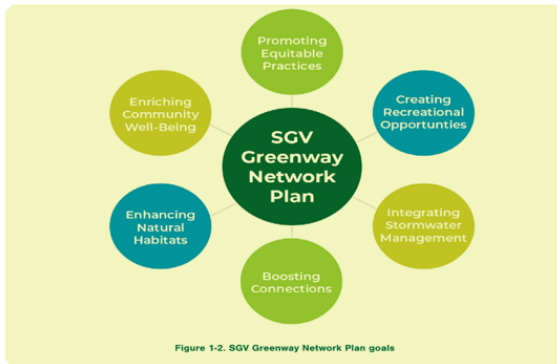 Promoting
Equitable
Practices
Enriching
Community
Well-Being
Creating
Recreational
Opportunties
SGV
Greenway
Network
Plan
Enhancing
Natural
Habitats
Integrating
Stormwater
Management
Boosting
Connections
Figure 1-2. SGV Greenway Network Plan goals